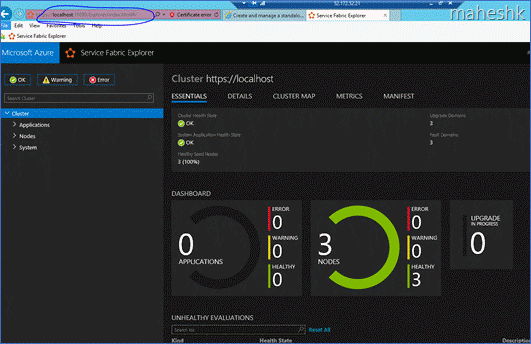 52.172.32.21
maheshk
localhost
Certificate error
Create and manage a standalo...
Service Fabric Explorer
File Edit View Favorites Tools Help
Service Fabric Explorer
Microsoft Azure Service Fabric Explorer
OK Warning Error
Search Cluster
Cluster
Applications
Nodes
System
Cluster https://localhost
ESSENTIALS DETAILS CLUSTER MAP METRICS MANIFEST
Cluster Health State
OK
Upgrade Domains
3
System Application Health State
OK
Fault Domains
3
Healthy Seed Nodes
3 (100%)
DASHBOARD
0
APPLICATIONS
ERROR
0
WARNING
0
HEALTHY
0
3
NODES
ERROR
0
WARNING
0
HEALTHY
3
UPGRADE
IN PROGRESS
0
UNHEALTHY EVALUATIONS
Search list
Reset All
Kind Health State Description